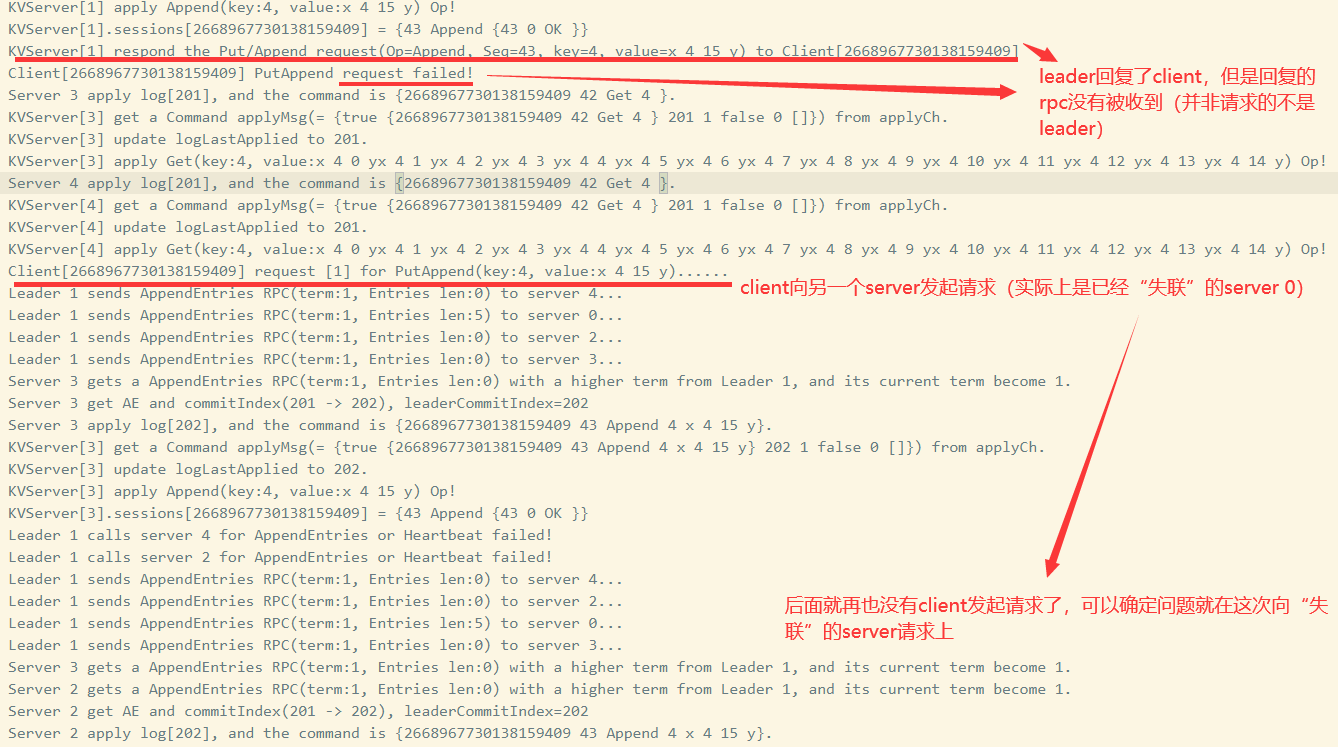 KVServer[1] apply Append(key:4, value:x 4 15 y) Op!
KVServer[1].sessions[2668967730138159409] = {43 Append {43 0 OK }}
KVServer[1] respond the Put/Append request(Op=Append, Seq=43, key=4, value=x 4 15 y) to Client[2668967730138159409]
Client[2668967730138159409] PutAppend request failed!
leader回复了client，但是回复的
rpc没有被收到（并非请求的不是
leader）
Server 3 apply log[201], and the command is {2668967730138159409 42 Get 4 }.
KVServer[3] get a Command applyMsg(= {true {2668967730138159409 42 Get 4 } 201 1 false 0 []}) from applyCh.
KVServer[3] update logLastApplied to 201.
KVServer[3] apply Get(key:4, value:x 4 0 yx 4 1 yx 4 2 yx 4 3 yx 4 4 yx 4 5 yx 4 6 yx 4 7 yx 4 8 yx 4 9 yx 4 10 yx 4 11 yx 4 12 yx 4 13 yx 4 14 y) Op!
Server 4 apply log[201], and the command is {2668967730138159409 42 Get 4 }.
KVServer[4] get a Command applyMsg(= {true {2668967730138159409 42 Get 4 } 201 1 false 0 []}) from applyCh.
KVServer[4] update logLastApplied to 201.
KVServer[4] apply Get(key:4, value:x 4 0 yx 4 1 yx 4 2 yx 4 3 yx 4 4 yx 4 5 yx 4 6 yx 4 7 yx 4 8 yx 4 9 yx 4 10 yx 4 11 yx 4 12 yx 4 13 yx 4 14 y) Op!
Client[2668967730138159409] request [1] for PutAppend(key:4, value:x 4 15 y)......
client向另一个server发起请求（实际上是已经“失联”的server 0）
Leader 1 sends AppendEntries RPC(term:1, Entries len:0) to server 4...
Leader 1 sends AppendEntries RPC(term:1, Entries len:5) to server 0...
Leader 1 sends AppendEntries RPC(term:1, Entries len:0) to server 2...
Leader 1 sends AppendEntries RPC(term:1, Entries len:0) to server 3...
Server 3 gets a AppendEntries RPC(term:1, Entries len:0) with a higher term from Leader 1, and its current term become 1.
Server 3 get AE and commitIndex(201 -> 202), leaderCommitIndex=202
Server 3 apply log[202], and the command is {2668967730138159409 43 Append 4 x 4 15 y}.
KVServer[3] get a Command applyMsg(= {true {2668967730138159409 43 Append 4 x 4 15 y} 202 1 false 0 []}) from applyCh.
KVServer[3] update logLastApplied to 202.
KVServer[3] apply Append(key:4, value:x 4 15 y) Op!
KVServer[3].sessions[2668967730138159409] = {43 Append {43 0 OK }}
Leader 1 calls server 4 for AppendEntries or Heartbeat failed!
Leader 1 calls server 2 for AppendEntries or Heartbeat failed!
Leader 1 sends AppendEntries RPC(term:1, Entries len:0) to server 4...
Leader 1 sends AppendEntries RPC(term:1, Entries len:0) to server 2...
Leader 1 sends AppendEntries RPC(term:1, Entries len:5) to server 0...
Leader 1 sends AppendEntries RPC(term:1, Entries len:0) to server 3...
后面就再也没有client发起请求了，可以确定问题就在这次向“失
联”的server请求上
Server 3 gets a AppendEntries RPC(term:1, Entries len:0) with a higher term from Leader 1, and its current term become 1.
Server 2 gets a AppendEntries RPC(term:1, Entries len:0) with a higher term from Leader 1, and its current term become 1.
Server 2 get AE and commitIndex(201 -> 202), leaderCommitIndex=202
Server 2 apply log[202], and the command is {2668967730138159409 43 Append 4 x 4 15 y}.